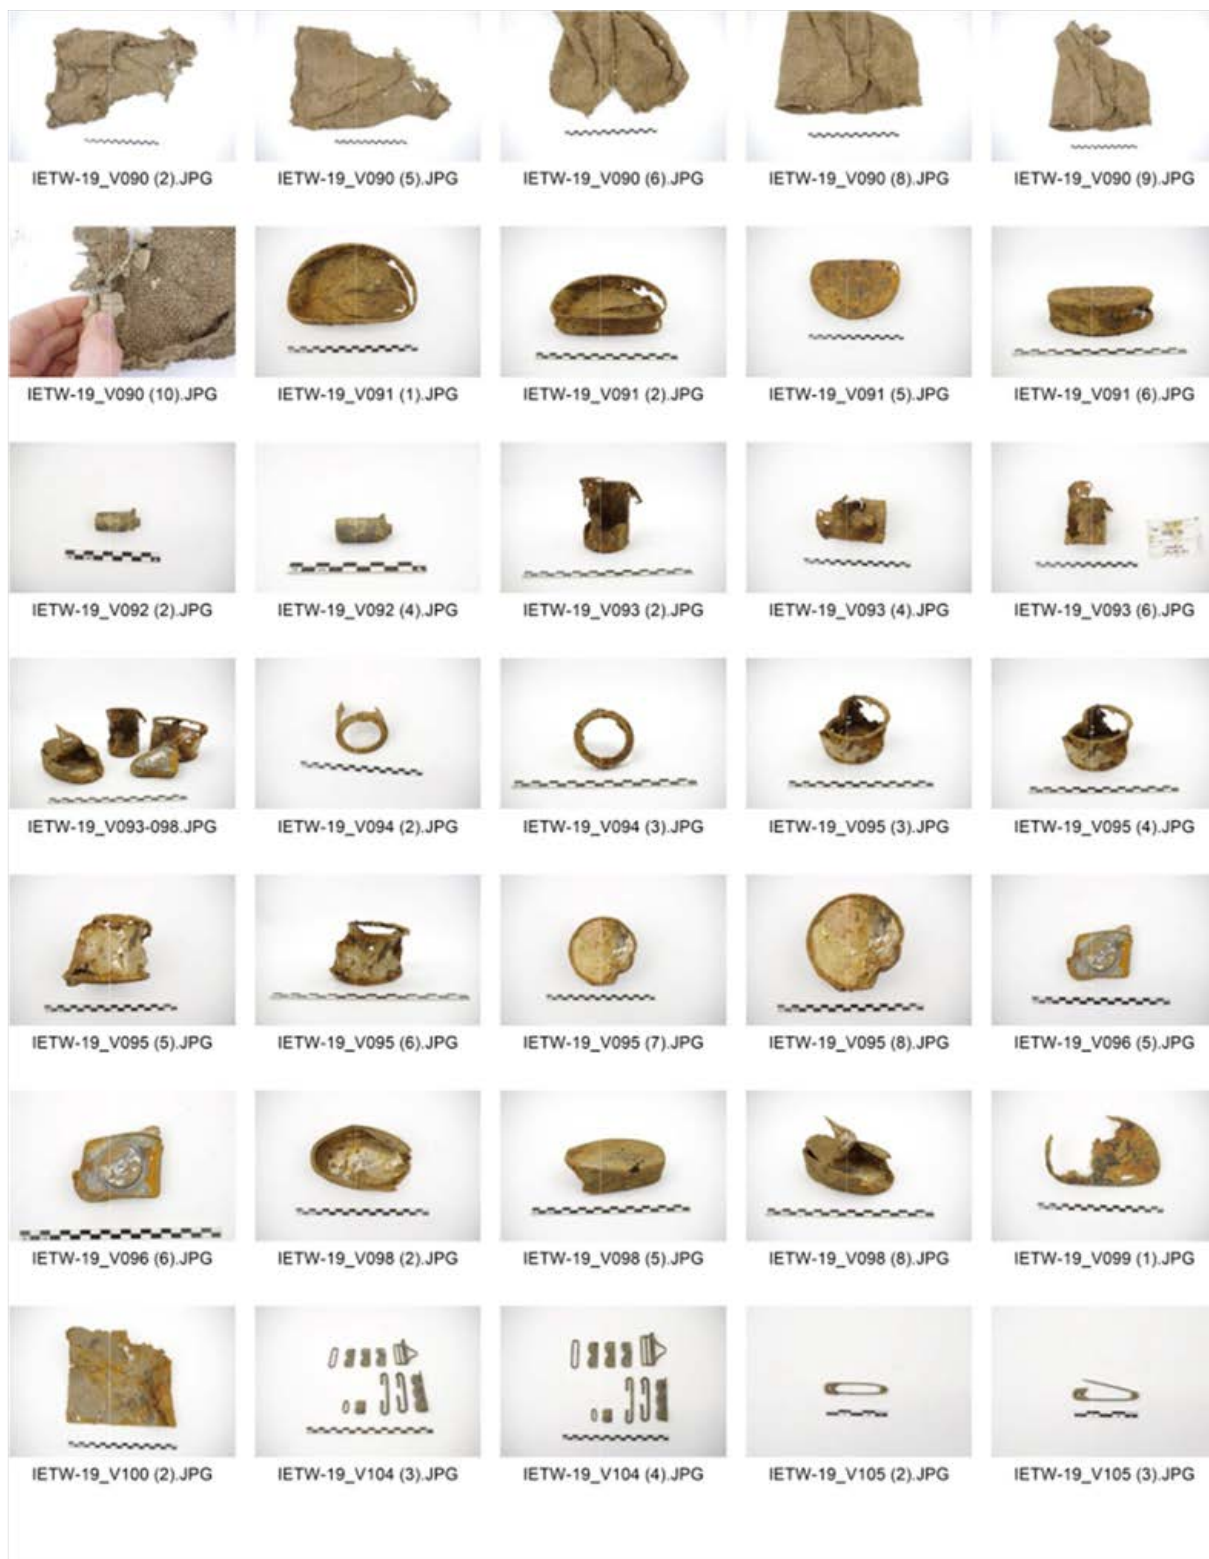 IETW-19_V090 (2).JPG
IETW-19_V090 (5).JPG
IETW-19_V090 (6).JPG
IETW-19_V090 (8).JPG
IETW-19_V090 (9).JPG
IETW-19_V090 (10).JPG
IETW-19_V091 (1).JPG
IETW-19_V091 (2).JPG
IETW-19_V091 (5).JPG
IETW-19_V091 (6).JPG
IETW-19_V092 (2).JPG
IETW-19_V092 (4).JPG
IETW-19_V093 (2).JPG
IETW-19_V093 (4).JPG
IETW-19_V093 (6).JPG
IETW-19_V093-098.JPG
IETW-19_V094 (2).JPG
IETW-19_V094 (3).JPG
IETW-19_V095 (3).JPG
IETW-19_V095 (4).JPG
IETW-19_V095 (5).JPG
IETW-19_V095 (6).JPG
IETW-19_V095 (7).JPG
IETW-19_V095 (8).JPG
IETW-19_V096 (5).JPG
IETW-19_V096 (6).JPG
IETW-19_V098 (2).JPG
IETW-19_V098 (5).JPG
IETW-19_V098 (8).JPG
IETW-19_V099 (1).JPG
IETW-19_V100 (2).JPG
IETW-19_V104 (3).JPG
IETW-19_V104 (4).JPG
IETW-19_V105 (2).JPG
IETW-19_V105 (3).JPG